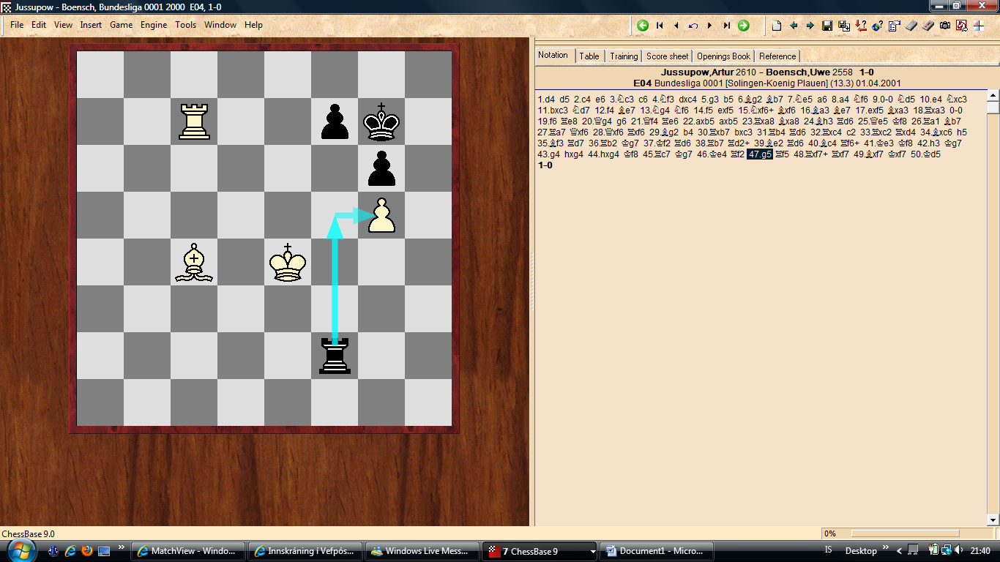 Jussupow - Boensch, Bundesliga 0001 2000  E04, 1-0
File Edit View Insert Game Engine Tools Window Help
Notation Table Training Score sheet Openings Book Reference
Jussupow,Artur 2610 – Boensch,Uwe 2558 1-0
E04 Bundesliga 0001 [Solingen-Koenig Plauen] (13.3) 01.04.2001
1.d4 d5 2.c4 e6 3.♘c3 c6 4.♘f3 dxc4 5.g3 b5 6.♗g2 ♗b7 7.♘e5 a6 8.a4 ♘f6 9.0-0 ♘d5 10.e4 ♘xc3
11.bxc3 ♘d7 12.f4 ♗e7 13.♘g4 ♘f6 14.f5 exf5 15.♘xf6+ ♗xf6 16.♗a3 ♗e7 17.exf5 ♗xa3 18.♖xa3 0-0
19.f6 ♖e8 20.♕g4 g6 21.♕f4 ♖e6 22.axb5 axb5 23.♖xa8 ♗xa8 24.♗h3 ♖d6 25.♕e5 ♔f8 26.♖a1 ♗b7
27.♖a7 ♕xf6 28.♕xf6 ♖xf6 29.♗g2 b4 30.♖xb7 bxc3 31.♖b4 ♖d6 32.♖xc4 c2 33.♖xc2 ♖xd4 34.♗xc6 h5
35.♗f3 ♖d7 36.♖b2 ♔g7 37.♔f2 ♖d6 38.♖b7 ♖d2+ 39.♗e2 ♖d6 40.♗c4 ♖f6+ 41.♔e3 ♔f8 42.h3 ♔g7
43.g4 hxg4 44.hxg4 ♔f8 45.♖c7 ♔g7 46.♔e4 ♖f2 47.g5 ♖f5 48.♖xf7+ ♖xf7 49.♗xf7 ♔xf7 50.♔d5
1-0
ChessBase 9.0
0%
MatchView - Windo... Innskráning í Vefpós... Windows Live Mess... 7 ChessBase 9 Document1 - Micro... IS Desktop 21:40